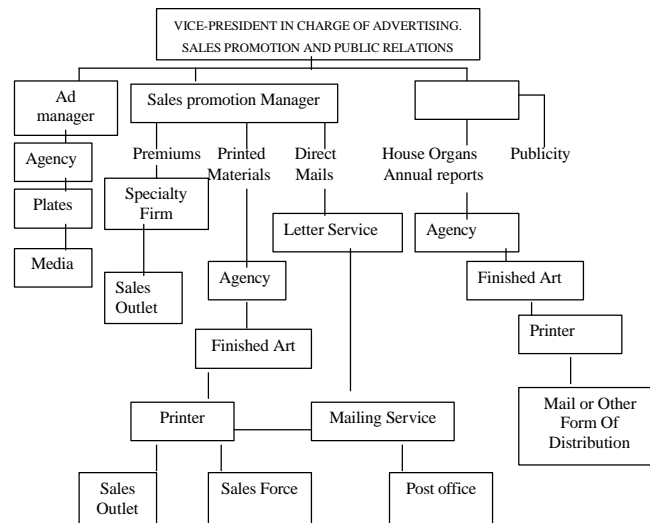 VICE-PRESIDENT IN CHARGE OF ADVERTISING.
SALES PROMOTION AND PUBLIC RELATIONS
Ad
manager
Sales promotion Manager
Agency
Plates
Media
Premiums
Specialty
Firm
Sales
Outlet
Printed
Materials
Agency
Finished Art
Direct
Mails
Letter Service
House Organs
Annual reports
Publicity
Agency
Finished Art
Printer
Mail or Other
Form Of
Distribution
Printer
Mailing Service
Sales
Outlet
Sales Force
Post office